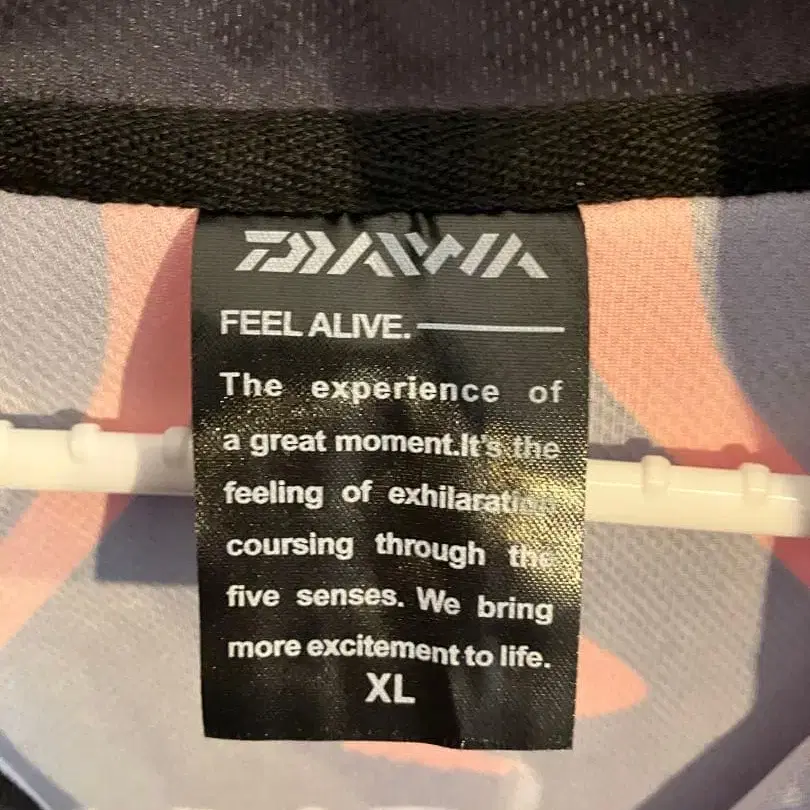 DAIWA
FEEL ALIVE.
The experience of
a great moment.It's the
feeling of exhilaration
coursing through the
five senses. We bring
more excitement to life.
XL